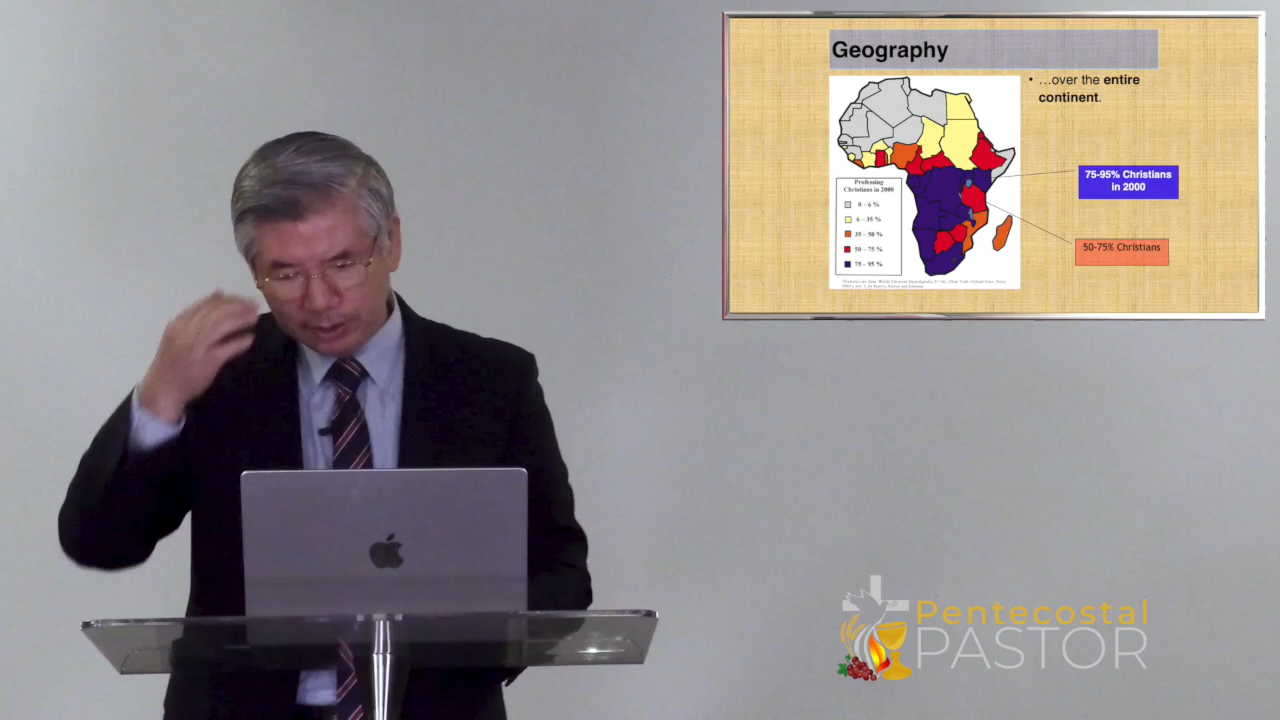 Geography
• …over the entire
continent.
Professing
Christians in 2000
0 – 6 %
6 – 35 %
35 – 50 %
50 – 75 %
75 – 95 %
75-95% Christians
in 2000
50-75% Christians
Pentecostal
PASTOR